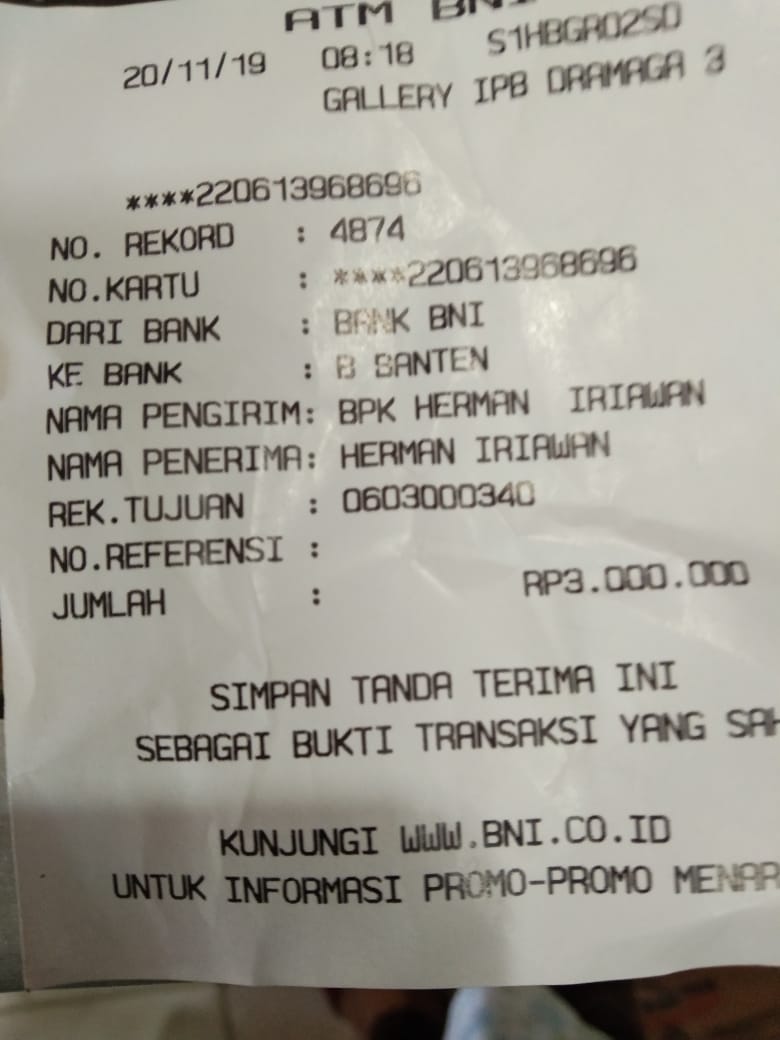 ATM BNI
20/11/19 08:18 S1HBGR02SD
GALLERY IPB DRAMAGA 3
****220613968696
NO. REKORD : 4874
NO.KARTU : ****220613968696
DARI BANK : BANK BNI
KE BANK : B BANTEN
NAMA PENGIRIM: BPK HERMAN IRIAWAN
NAMA PENERIMA: HERMAN IRIAWAN
REK.TUJUAN : 0603000340
NO.REFERENSI :
JUMLAH : RP3.000.000
SIMPAN TANDA TERIMA INI
SEBAGAI BUKTI TRANSAKSI YANG SAH
KUNJUNGI WWW.BNI.CO.ID
UNTUK INFORMASI PROMO-PROMO MENAR